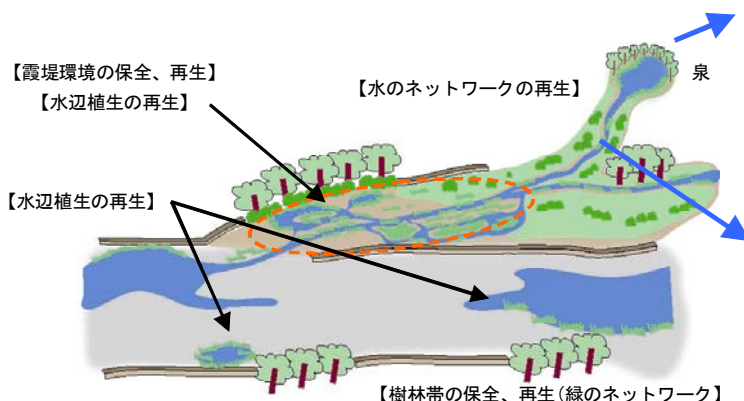 【霞堤環境の保全、再生】
【水辺植生の再生】
【水のネットワークの再生】
泉
【水辺植生の再生】
【樹林帯の保全、再生（緑のネットワーク】